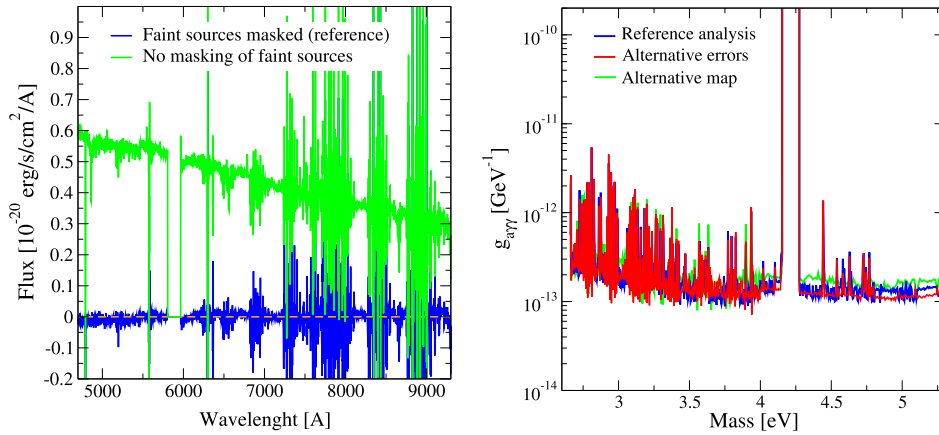 Faint sources masked (reference)
No masking of faint sources
0.9
0.8
0.7
0.6
0.5
0.4
0.3
0.2
0.1
0
-0.1
-0.2
Flux [10^-20 erg/s/cm^2/A]
5000 6000 7000 8000 9000
Wavelenght [A]
Reference analysis
Alternative errors
Alternative map
10^-10
10^-11
10^-12
10^-13
10^-14
g_aγγ [GeV^-1]
3 3.5 4 4.5 5
Mass [eV]